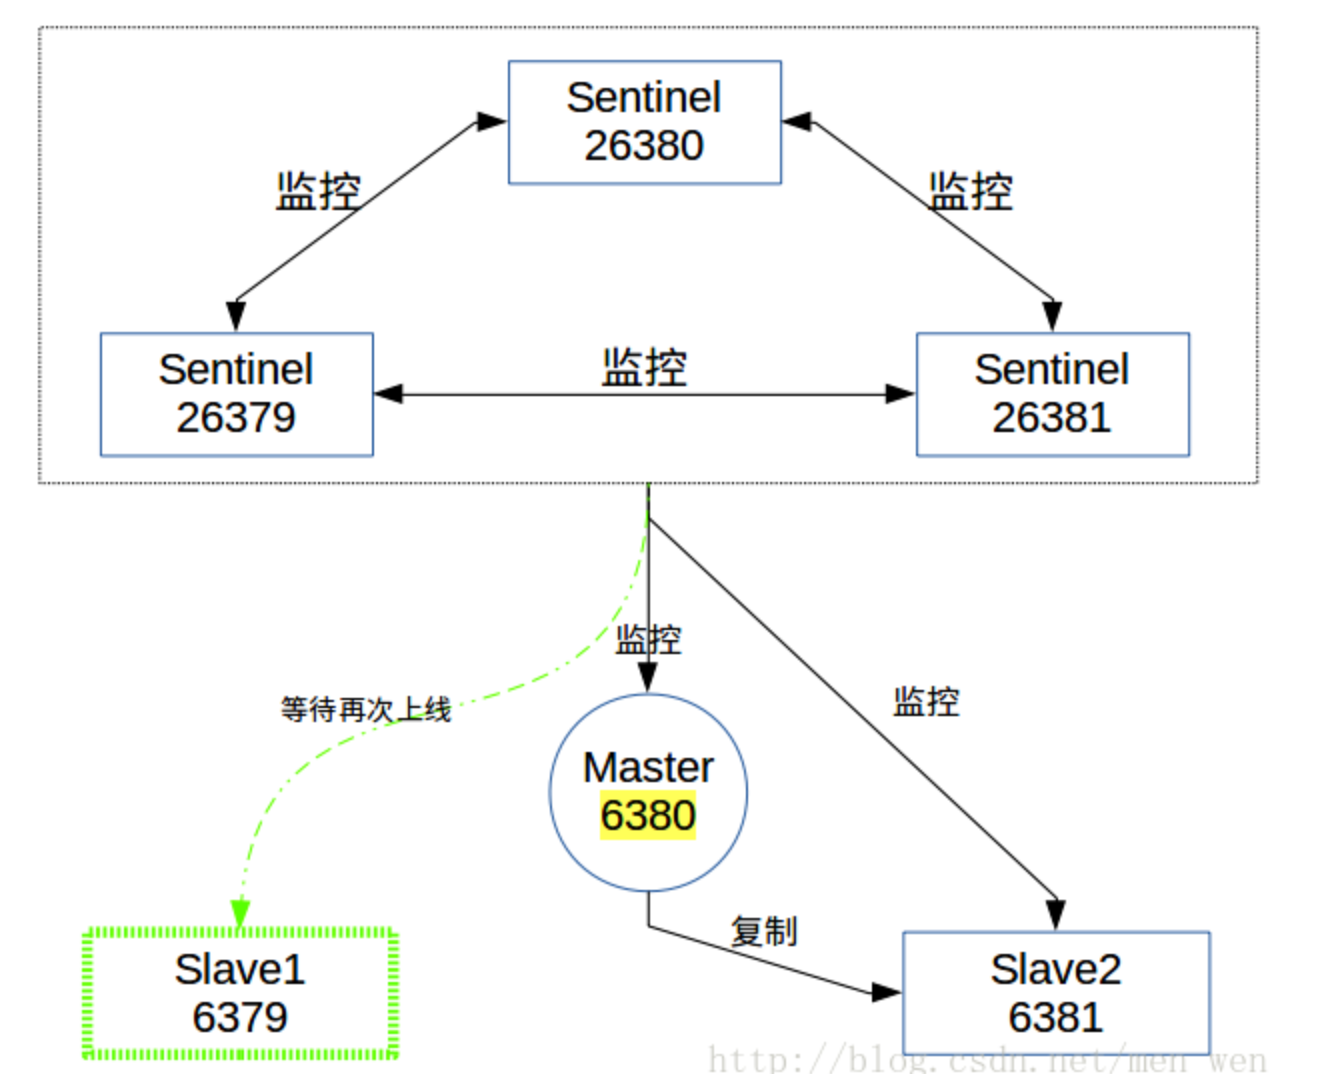 Sentinel
26380
监控
监控
Sentinel
26379
监控
Sentinel
26381
监控
监控
等待再次上线
Master
6380
复制
Slave1
6379
Slave2
6381
http://blog.csdn.net/men_wen